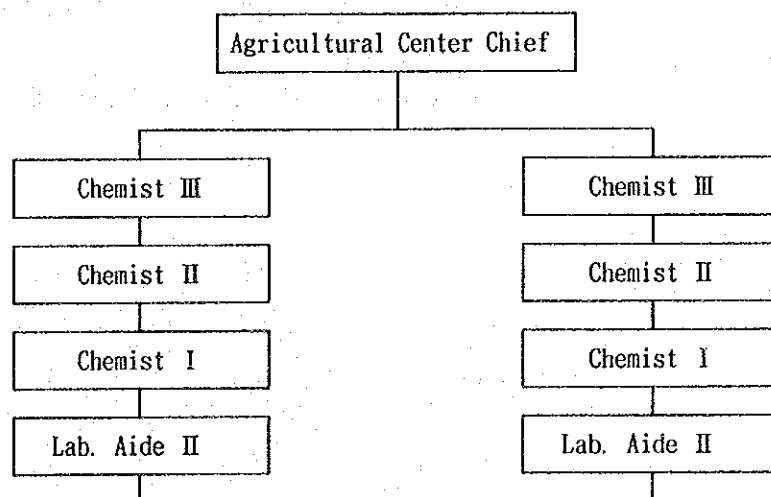 Agricultural Center Chief
Chemist Ⅲ
Chemist Ⅲ
Chemist Ⅱ
Chemist Ⅱ
Chemist Ⅰ
Chemist Ⅰ
Lab. Aide Ⅱ
Lab. Aide Ⅱ